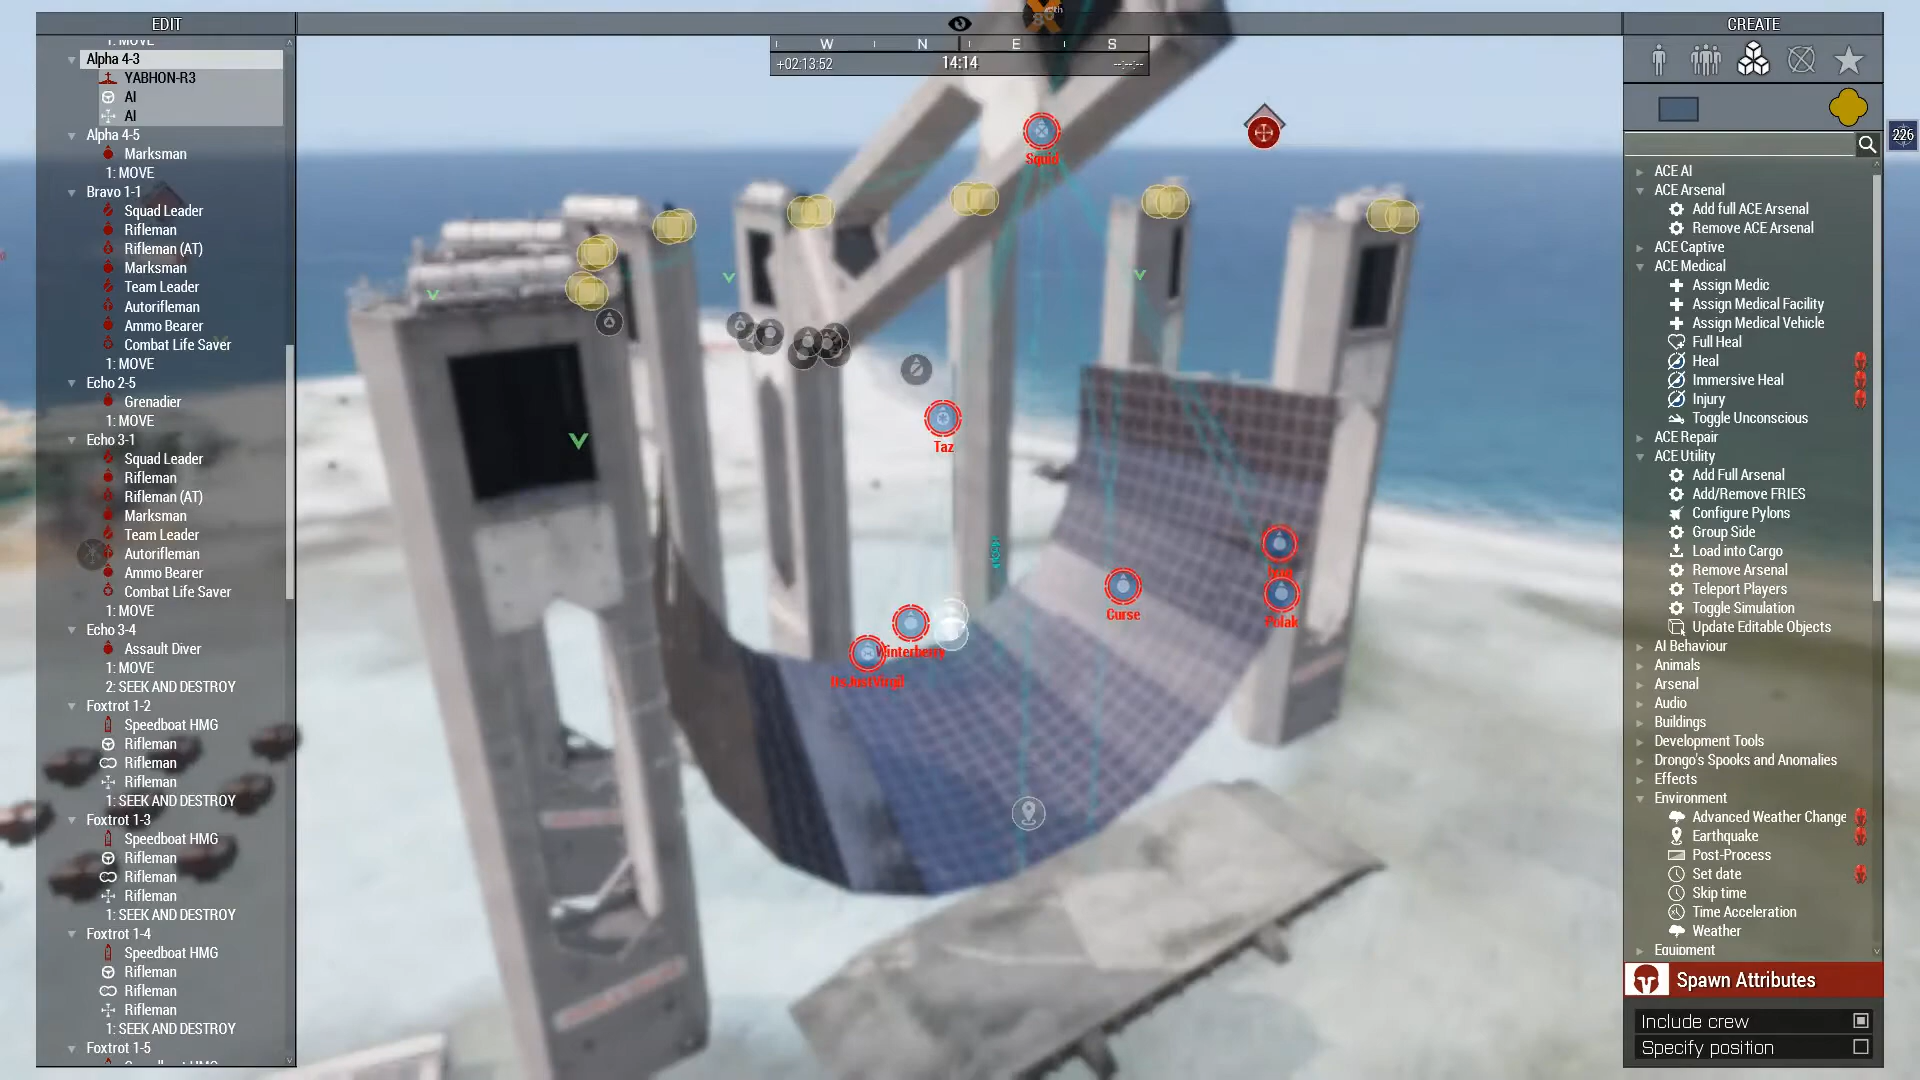 EDIT
1: MOVE
Alpha 4-3
YABHON-R3
AI
AI
Alpha 4-5
Marksman
1: MOVE
Bravo 1-1
Squad Leader
Rifleman
Rifleman (AT)
Marksman
Team Leader
Autorifleman
Ammo Bearer
Combat Life Saver
1: MOVE
Echo 2-5
Grenadier
1: MOVE
Echo 3-1
Squad Leader
Rifleman
Rifleman (AT)
Marksman
Team Leader
Autorifleman
Ammo Bearer
Combat Life Saver
1: MOVE
Echo 3-4
Assault Diver
1: MOVE
2: SEEK AND DESTROY
Foxtrot 1-2
Speedboat HMG
Rifleman
Rifleman
Rifleman
1: SEEK AND DESTROY
Foxtrot 1-3
Speedboat HMG
Rifleman
Rifleman
Rifleman
1: SEEK AND DESTROY
Foxtrot 1-4
Speedboat HMG
Rifleman
Rifleman
Rifleman
1: SEEK AND DESTROY
Foxtrot 1-5
Speedboat HMG
W N E S
+02:13:52 14:14 --:--:--
Squid
Taz
Curse
Polak
Winterberry
ItsJustVirgil
CREATE
226
ACE AI
ACE Arsenal
Add full ACE Arsenal
Remove ACE Arsenal
ACE Captive
ACE Medical
Assign Medic
Assign Medical Facility
Assign Medical Vehicle
Full Heal
Heal
Immersive Heal
Injury
Toggle Unconscious
ACE Repair
ACE Utility
Add Full Arsenal
Add/Remove FRIES
Configure Pylons
Group Side
Load into Cargo
Remove Arsenal
Teleport Players
Toggle Simulation
Update Editable Objects
AI Behaviour
Animals
Arsenal
Audio
Buildings
Development Tools
Drongo's Spooks and Anomalies
Effects
Environment
Advanced Weather Change
Earthquake
Post-Process
Set date
Skip time
Time Acceleration
Weather
Equipment
Spawn Attributes
Include crew
Specify position